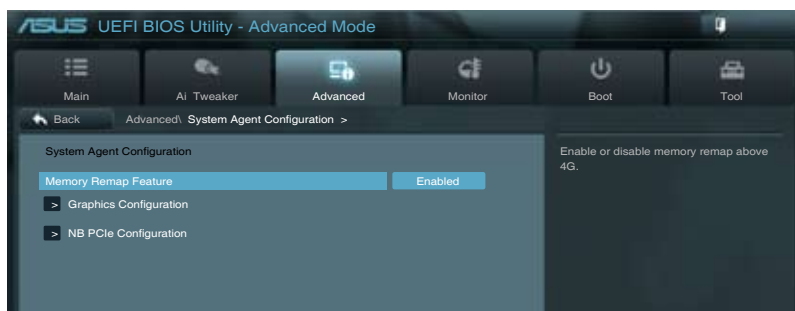 ASUS UEFI BIOS Utility - Advanced Mode
Main Ai Tweaker Advanced Monitor Boot Tool
Back Advanced\ System Agent Configuration >
System Agent Configuration
Enable or disable memory remap above
4G.
Memory Remap Feature Enabled
> Graphics Configuration
> NB PCIe Configuration